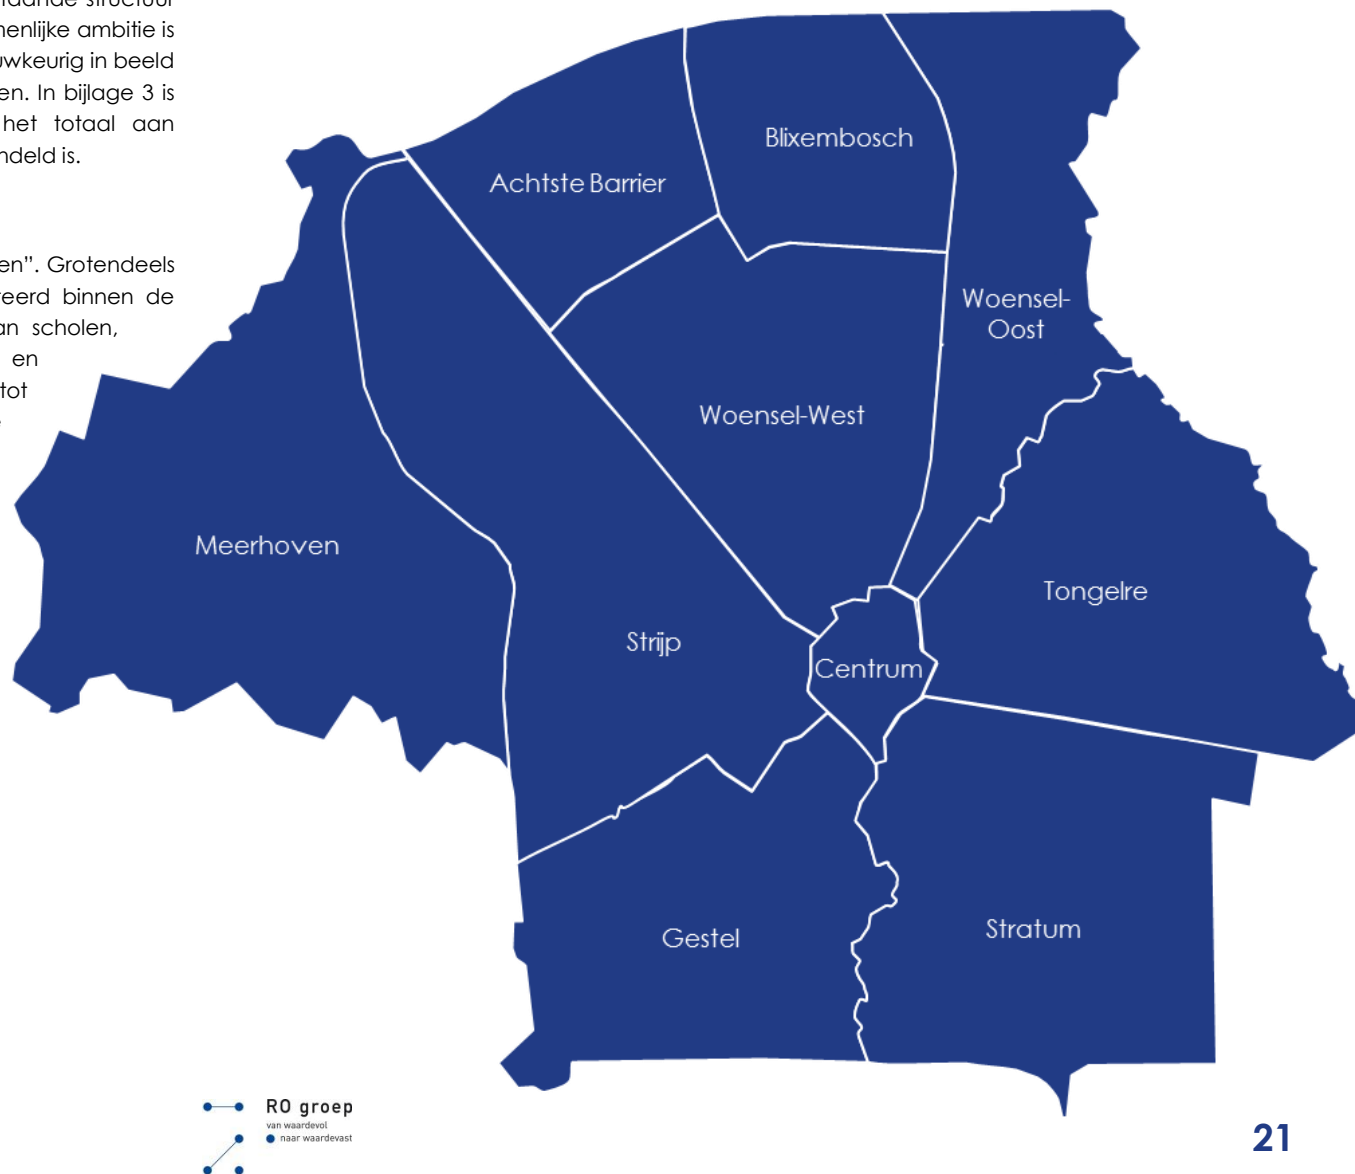 menlijke ambitie is
uwkeurig in beeld
en. In bijlage 3 is
het totaal aan
ndeld is.
en”. Grotendeels
eerd binnen de
an scholen,
en
tot
Blixembosch
Achtste Barrier
Woensel-
Oost
Woensel-West
Meerhoven
Tongelre
Strijp
Centrum
Stratum
Gestel
RO groep
van waardevol
naar waardevast
21